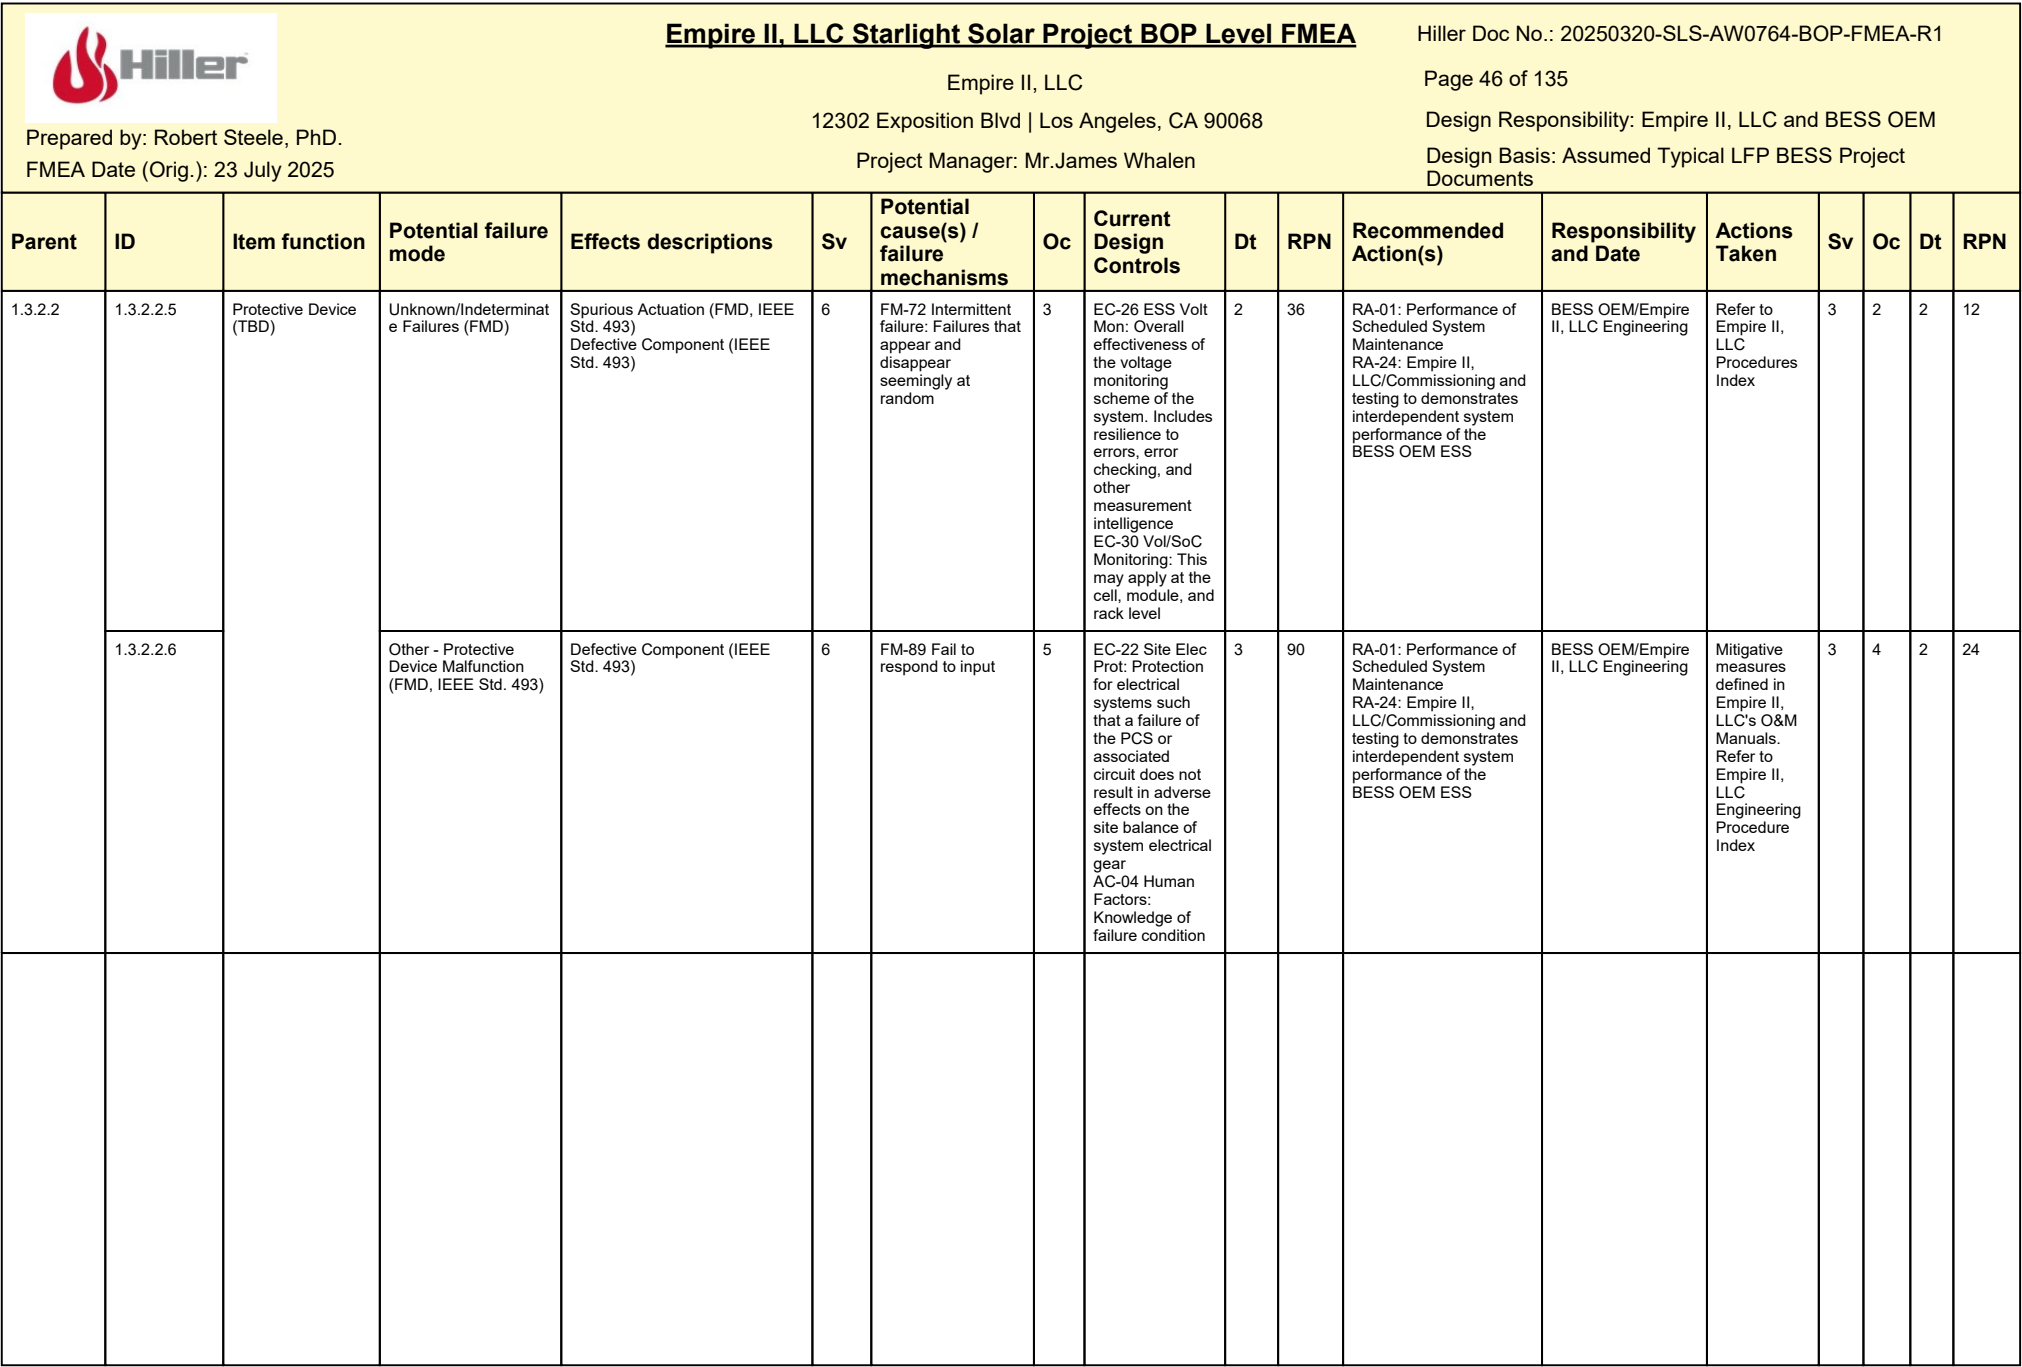 Hiller
Prepared by: Robert Steele, PhD.
FMEA Date (Orig.): 23 July 2025
Empire II, LLC Starlight Solar Project BOP Level FMEA
Empire II, LLC
12302 Exposition Blvd | Los Angeles, CA 90068
Project Manager: Mr.James Whalen
Hiller Doc No.: 20250320-SLS-AW0764-BOP-FMEA-R1
Page 46 of 135
Design Responsibility: Empire II, LLC and BESS OEM
Design Basis: Assumed Typical LFP BESS Project
Documents
Parent
ID
Item function
Potential failure
mode
Effects descriptions
Sv
Potential
cause(s) /
failure
mechanisms
Oc
Current
Design
Controls
Dt
RPN
Recommended
Action(s)
Responsibility
and Date
Actions
Taken
Sv
Oc
Dt
RPN
1.3.2.2
1.3.2.2.5
Protective Device
(TBD)
Unknown/Indeterminat
e Failures (FMD)
Spurious Actuation (FMD, IEEE
Std. 493)
Defective Component (IEEE
Std. 493)
6
FM-72 Intermittent
failure: Failures that
appear and
disappear
seemingly at
random
3
EC-26 ESS Volt
Mon: Overall
effectiveness of
the voltage
monitoring
scheme of the
system. Includes
resilience to
errors, error
checking, and
other
measurement
intelligence
EC-30 Vol/SoC
Monitoring: This
may apply at the
cell, module, and
rack level
2
36
RA-01: Performance of
Scheduled System
Maintenance
RA-24: Empire II,
LLC/Commissioning and
testing to demonstrates
interdependent system
performance of the
BESS OEM ESS
BESS OEM/Empire
II, LLC Engineering
Refer to
Empire II,
LLC
Procedures
Index
3
2
2
12
1.3.2.2.6
Other - Protective
Device Malfunction
(FMD, IEEE Std. 493)
Defective Component (IEEE
Std. 493)
6
FM-89 Fail to
respond to input
5
EC-22 Site Elec
Prot: Protection
for electrical
systems such
that a failure of
the PCS or
associated
circuit does not
result in adverse
effects on the
site balance of
system electrical
gear
AC-04 Human
Factors:
Knowledge of
failure condition
3
90
RA-01: Performance of
Scheduled System
Maintenance
RA-24: Empire II,
LLC/Commissioning and
testing to demonstrates
interdependent system
performance of the
BESS OEM ESS
BESS OEM/Empire
II, LLC Engineering
Mitigative
measures
defined in
Empire II,
LLC's O&M
Manuals.
Refer to
Empire II,
LLC
Engineering
Procedure
Index
3
4
2
24